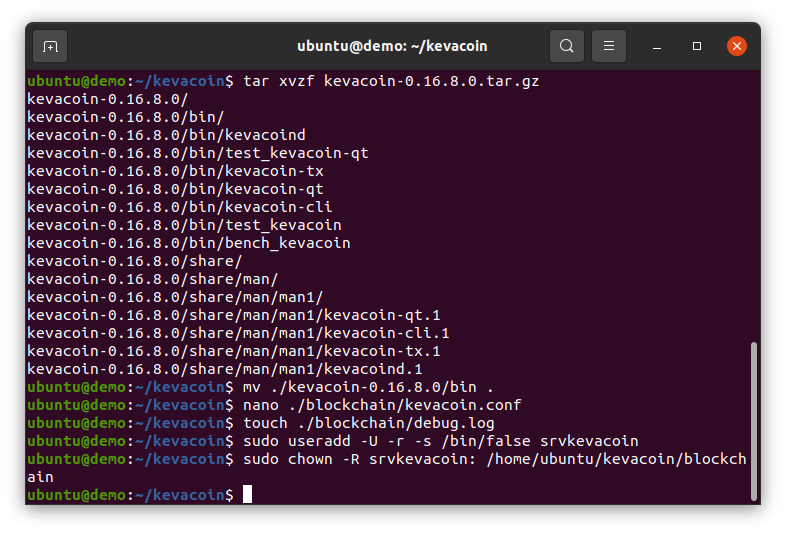 ubuntu@demo: ~/kevacoin
ubuntu@demo:~/kevacoin$ tar xvzf kevacoin-0.16.8.0.tar.gz
kevacoin-0.16.8.0/
kevacoin-0.16.8.0/bin/
kevacoin-0.16.8.0/bin/kevacoind
kevacoin-0.16.8.0/bin/test_kevacoin-qt
kevacoin-0.16.8.0/bin/kevacoin-tx
kevacoin-0.16.8.0/bin/kevacoin-qt
kevacoin-0.16.8.0/bin/kevacoin-cli
kevacoin-0.16.8.0/bin/test_kevacoin
kevacoin-0.16.8.0/bin/bench_kevacoin
kevacoin-0.16.8.0/share/
kevacoin-0.16.8.0/share/man/
kevacoin-0.16.8.0/share/man/man1/
kevacoin-0.16.8.0/share/man/man1/kevacoin-qt.1
kevacoin-0.16.8.0/share/man/man1/kevacoin-cli.1
kevacoin-0.16.8.0/share/man/man1/kevacoin-tx.1
kevacoin-0.16.8.0/share/man/man1/kevacoind.1
ubuntu@demo:~/kevacoin$ mv ./kevacoin-0.16.8.0/bin .
ubuntu@demo:~/kevacoin$ nano ./blockchain/kevacoin.conf
ubuntu@demo:~/kevacoin$ touch ./blockchain/debug.log
ubuntu@demo:~/kevacoin$ sudo useradd -U -r -s /bin/false srvkevacoin
ubuntu@demo:~/kevacoin$ sudo chown -R srvkevacoin: /home/ubuntu/kevacoin/blockch
ain
ubuntu@demo:~/kevacoin$